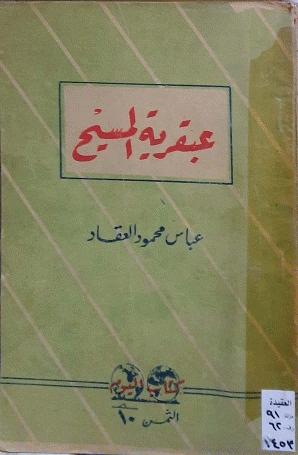 عبقرية المسيح
عباس محمود العقاد
كتاب اليوم
الثمن ١٠
العقيدة
٩١
٦٢
١٤٥٣